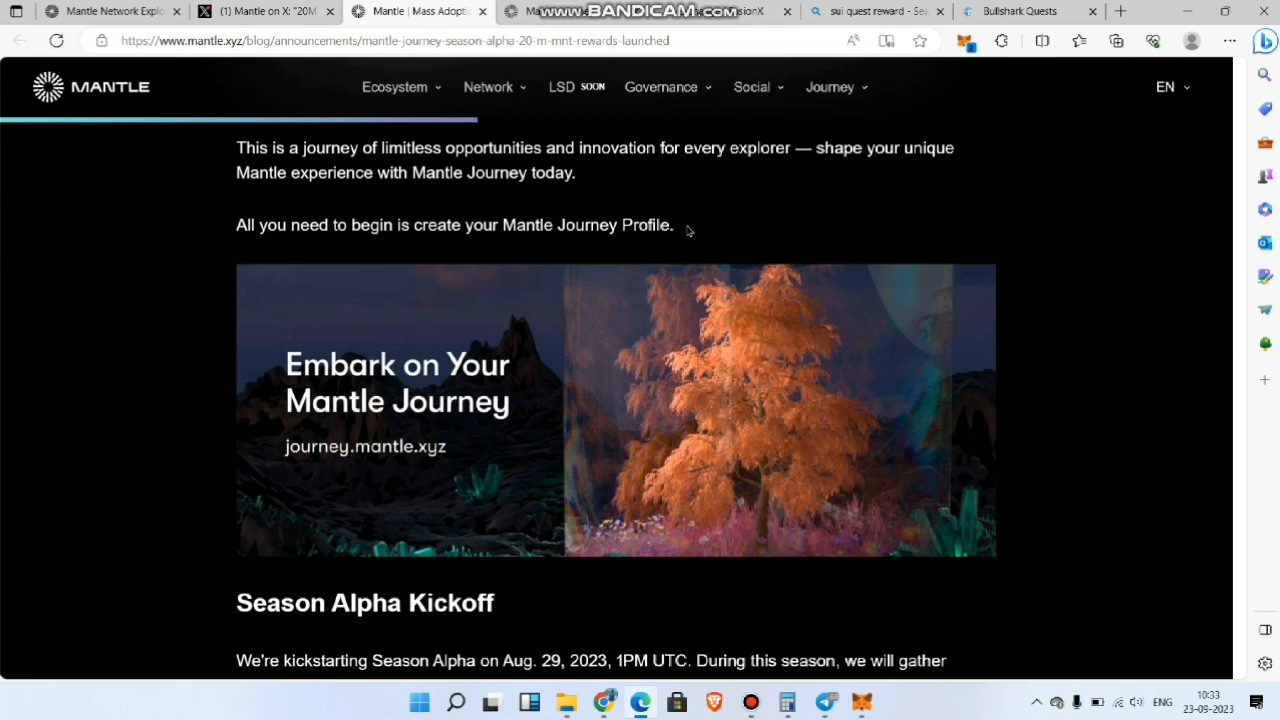 Mantle Network Explorer
(1) Mantle on X: "20M
Mantle | Mass Adoptic
www.BANDICAM.com
sui quest reward - Sea
Bullshark Quests
https://www.mantle.xyz/blog/announcements/mantle-journey-season-alpha-20-m-mnt-rewards-launched
MANTLE
Ecosystem
Network
LSD SOON
Governance
Social
Journey
EN
This is a journey of limitless opportunities and innovation for every explorer — shape your unique
Mantle experience with Mantle Journey today.
All you need to begin is create your Mantle Journey Profile.
Embark on Your
Mantle Journey
journey.mantle.xyz
Season Alpha Kickoff
We're kickstarting Season Alpha on Aug. 29, 2023, 1PM UTC. During this season, we will gather
ENG
10:33
23-09-2023